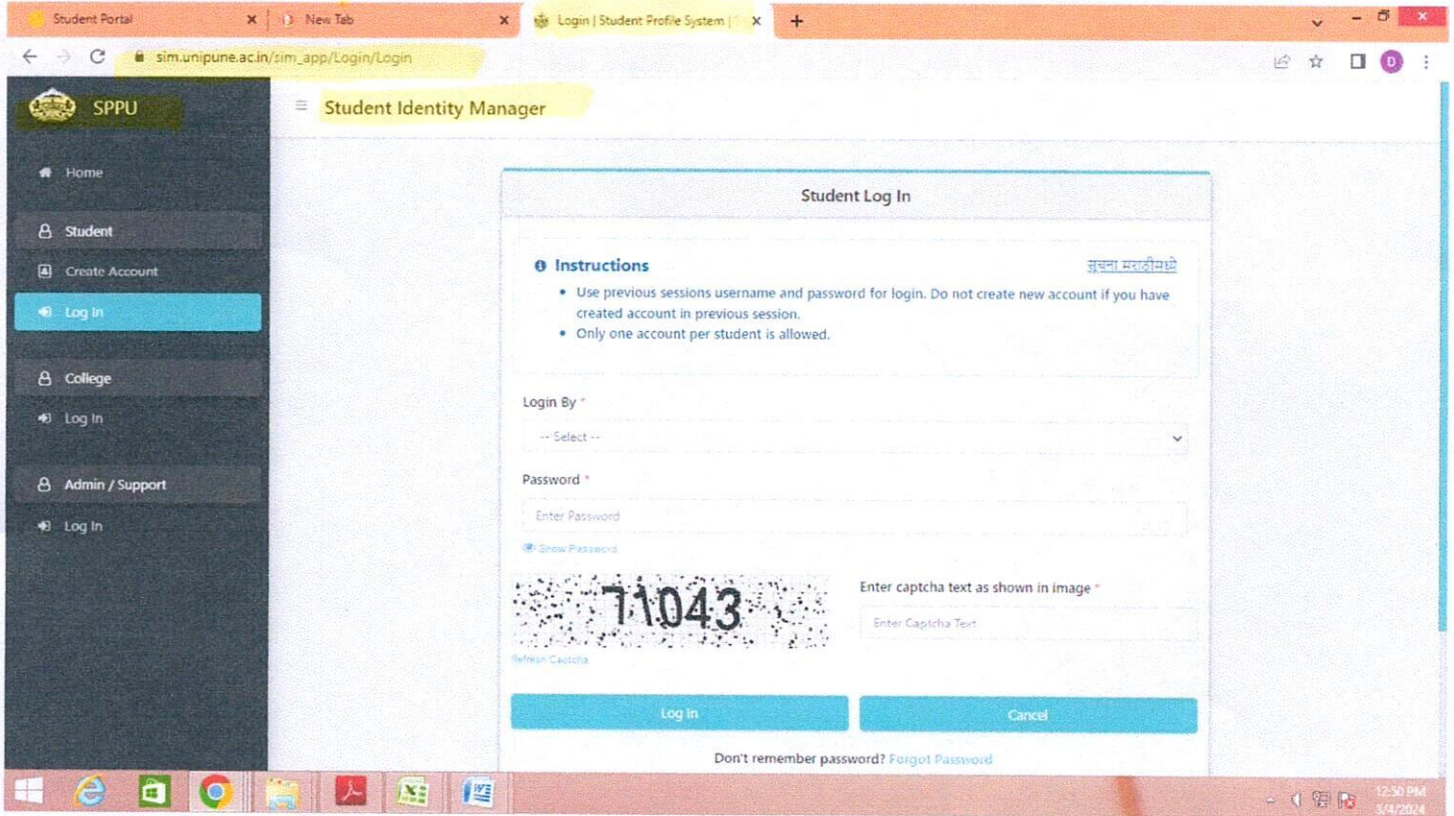 Student Portal
New Tab
Login | Student Profile System |
sim.unipune.ac.in/sim_app/Login/Login
D
SPPU
Student Identity Manager
Home
Student
Create Account
Log In
College
Log In
Admin / Support
Log In
Student Log In
Instructions
सूचना मराठीमध्ये
Use previous sessions username and password for login. Do not create new account if you have
created account in previous session.
Only one account per student is allowed.
Login By *
-- Select --
Password *
Enter Password
Show Password
71043
Enter captcha text as shown in image *
Enter Captcha Text
Refresh Captcha
Log In
Cancel
Don't remember password? Forgot Password
12:50 PM
3/4/2024